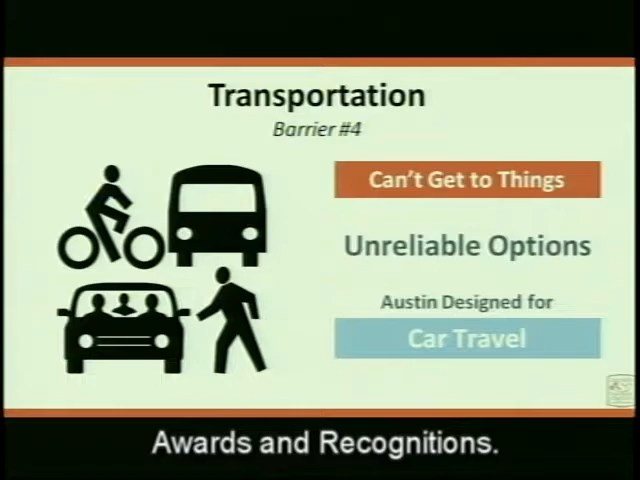 Transportation
Barrier #4
Can't Get to Things
Unreliable Options
Austin Designed for
Car Travel
Awards and Recognitions.